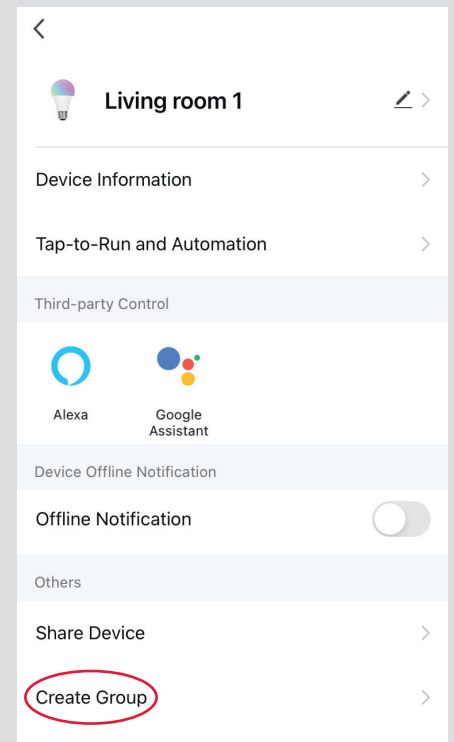 Living room 1
Device Information
Tap-to-Run and Automation
Third-party Control
Alexa
Google
Assistant
Device Offline Notification
Offline Notification
Others
Share Device
Create Group